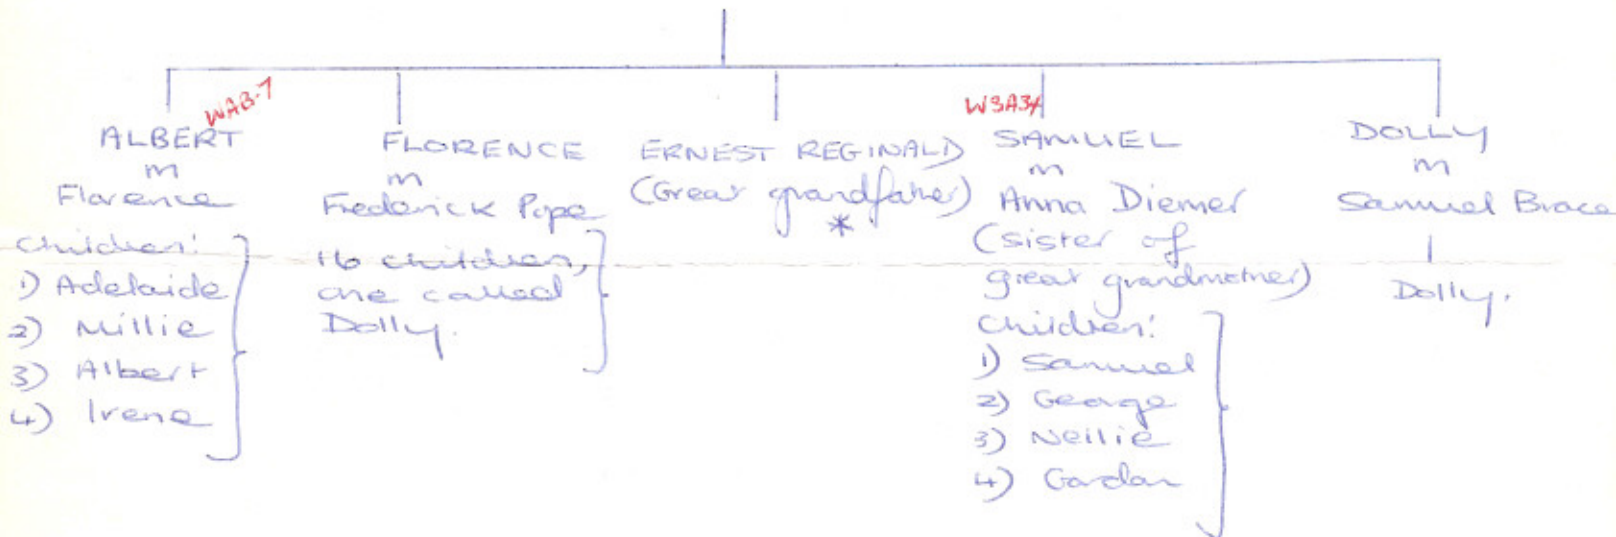 WAB-7
ALBERT
m
Florence
Children:
1) Adelaide
2) Millie
3) Albert
4) Irene
FLORENCE
m
Frederick Pope
16 children,
one called
Dolly.
ERNEST REGINALD
(Great grandfather)
*
W3A34
SAMUEL
m
Anna Diemer
(sister of
great grandmother)
Children:
1) Samuel
2) George
3) Nellie
4) Gordon
DOLLY
m
Samuel Brace
Dolly.